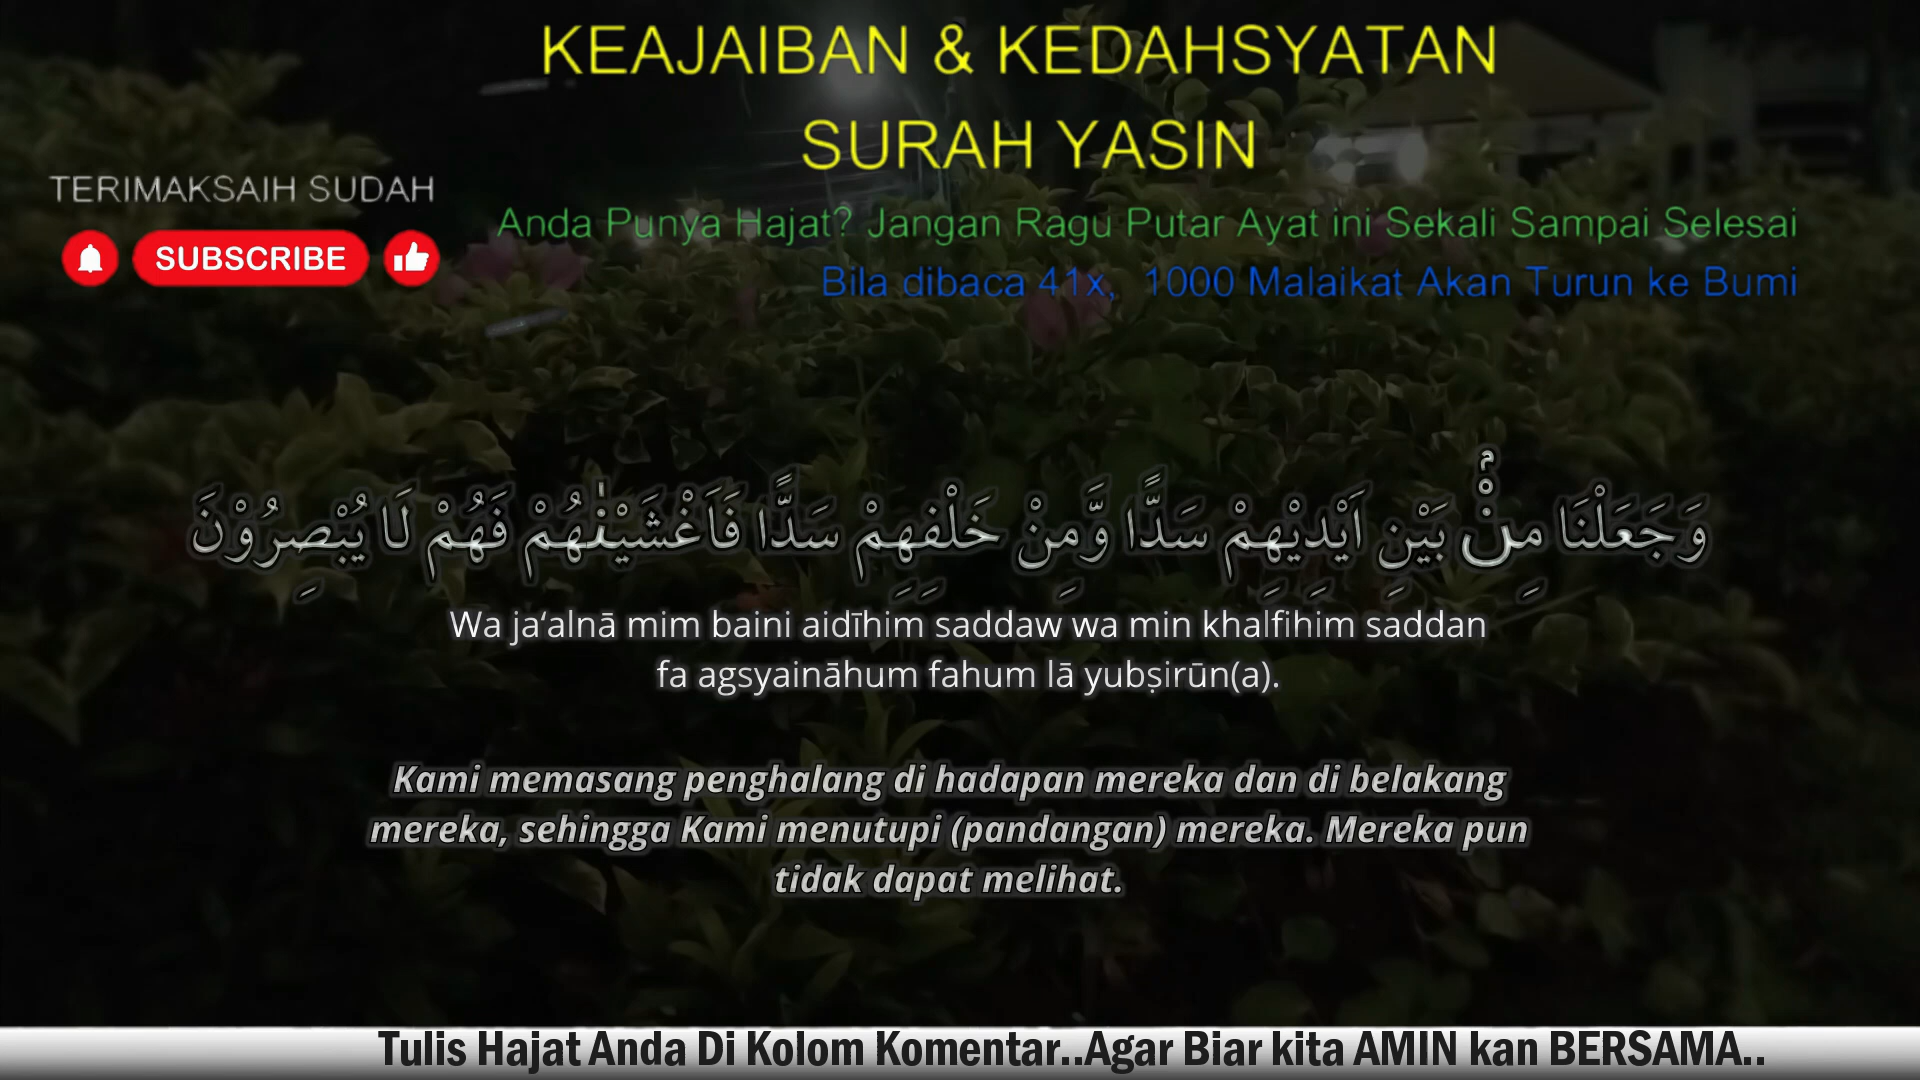 KEAJAIBAN & KEDAHSYATAN
SURAH YASIN
TERIMAKSAIH SUDAH
SUBSCRIBE
Anda Punya Hajat? Jangan Ragu Putar Ayat ini Sekali Sampai Selesai
Bila dibaca 41x, 1000 Malaikat Akan Turun ke Bumi
وَجَعَلْنَا مِنْۢ بَيْنِ اَيْدِيْهِمْ سَدًّا وَّمِنْ خَلْفِهِمْ سَدًّا فَاَغْشَيْنٰهُمْ فَهُمْ لَا يُبْصِرُوْنَ
Wa ja‘alnā mim baini aidīhim saddaw wa min khalfihim saddan
fa agsyaināhum fahum lā yubṣirūn(a).
Kami memasang penghalang di hadapan mereka dan di belakang
mereka, sehingga Kami menutupi (pandangan) mereka. Mereka pun
tidak dapat melihat.
Tulis Hajat Anda Di Kolom Komentar..Agar Biar kita AMIN kan BERSAMA..